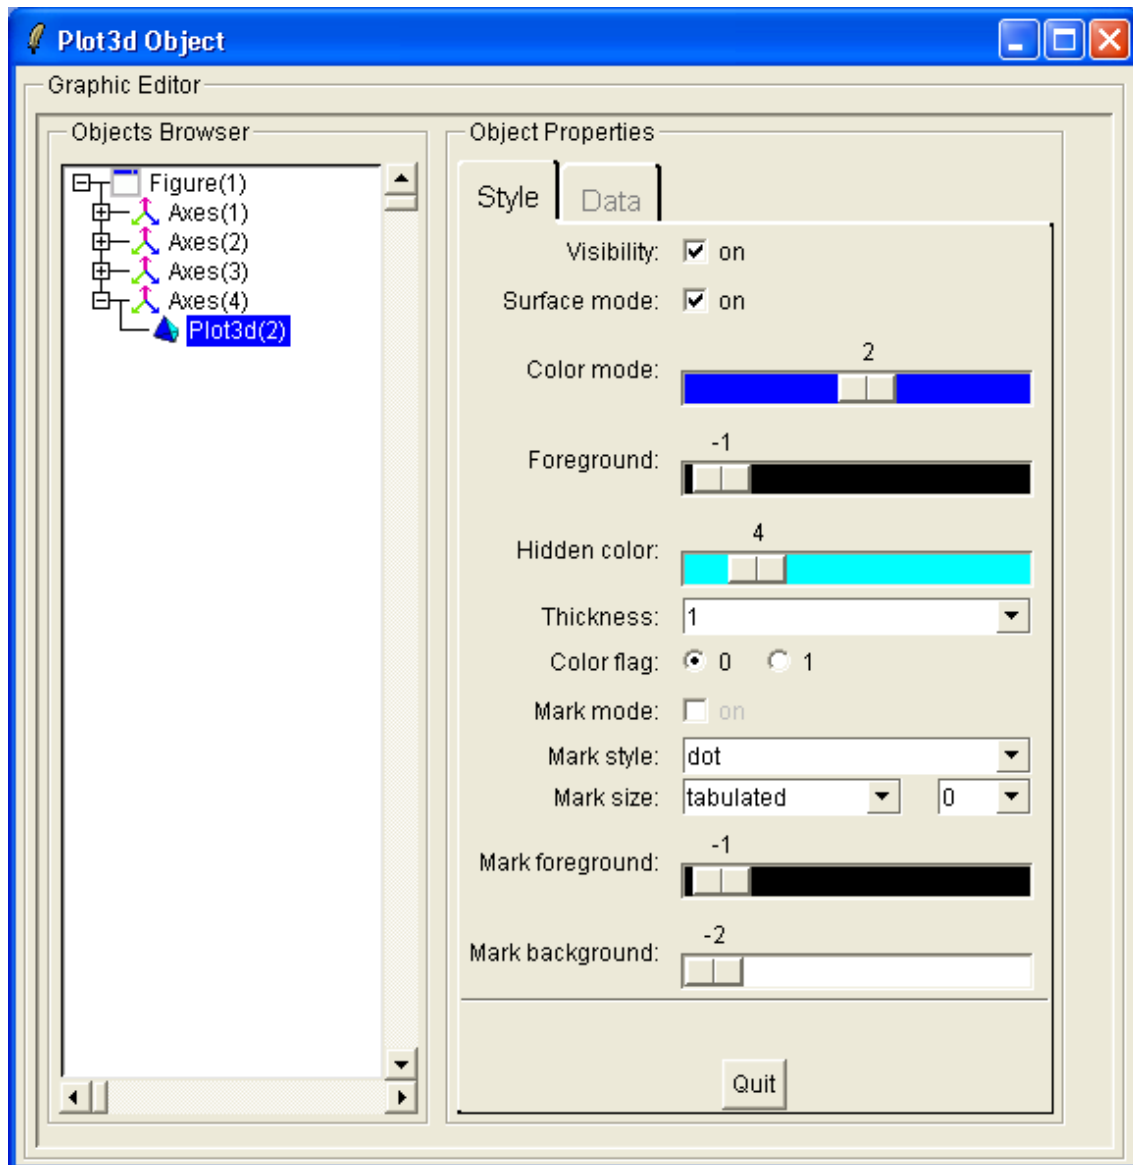 Plot3d Object
Graphic Editor
Objects Browser
Figure(1)
Axes(1)
Axes(2)
Axes(3)
Axes(4)
Plot3d(2)
Object Properties
Style Data
Visibility: on
Surface mode: on
2
Color mode:
-1
Foreground:
4
Hidden color:
Thickness: 1
Color flag: 0 1
Mark mode: on
Mark style: dot
Mark size: tabulated 0
-1
Mark foreground:
-2
Mark background:
Quit